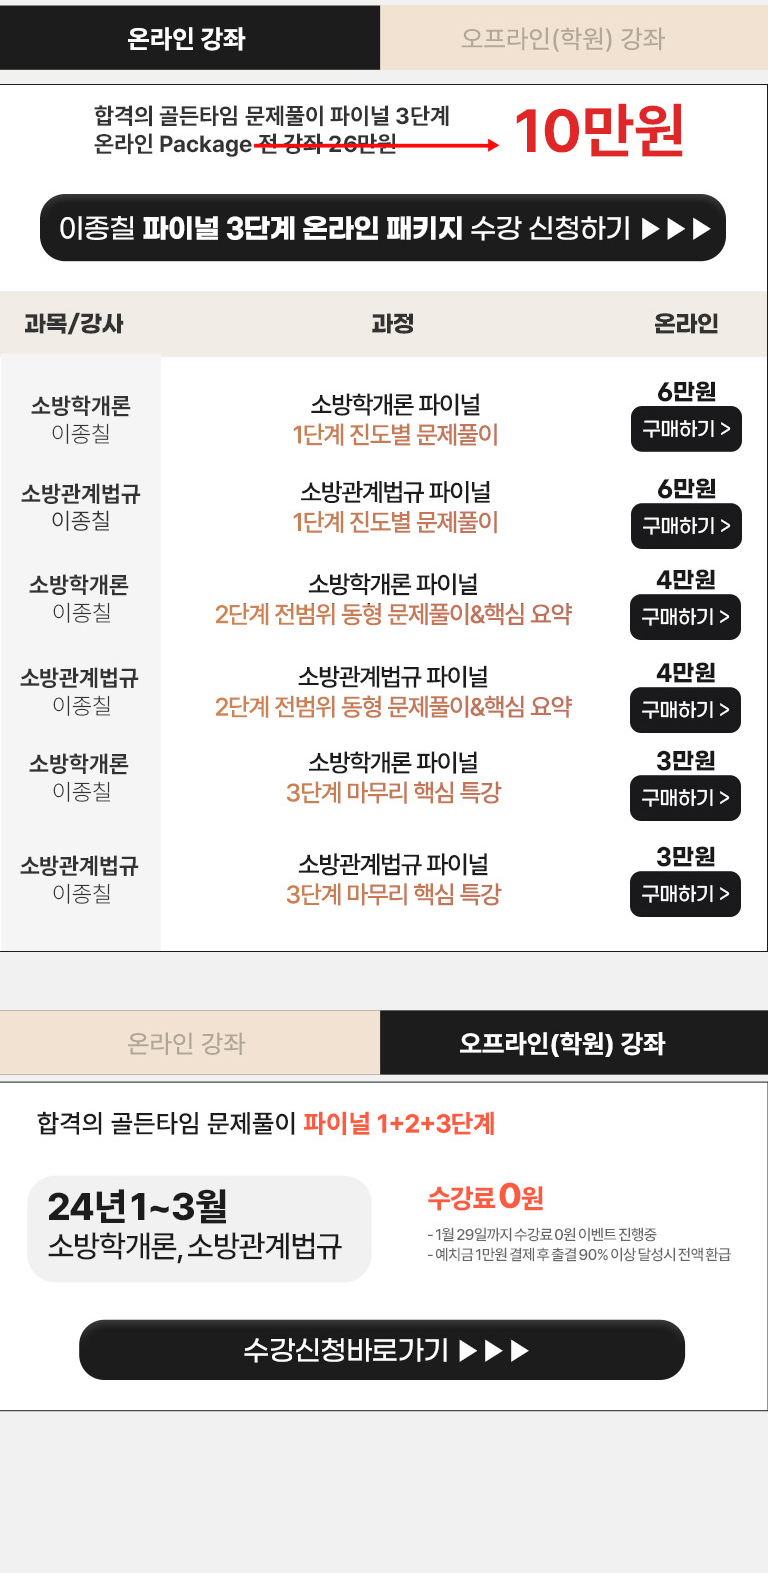 온라인 강좌
오프라인(학원) 강좌
합격의 골든타임 문제풀이 파이널 3단계
온라인 Package 전 강좌 26만원
10만원
이종칠 파이널 3단계 온라인 패키지 수강 신청하기 ▶▶▶
과목/강사 과정 온라인
소방학개론
이종칠
소방학개론 파이널
1단계 진도별 문제풀이
6만원
구매하기 >
소방관계법규
이종칠
소방관계법규 파이널
1단계 진도별 문제풀이
6만원
구매하기 >
소방학개론
이종칠
소방학개론 파이널
2단계 전범위 동형 문제풀이&핵심 요약
4만원
구매하기 >
소방관계법규
이종칠
소방관계법규 파이널
2단계 전범위 동형 문제풀이&핵심 요약
4만원
구매하기 >
소방학개론
이종칠
소방학개론 파이널
3단계 마무리 핵심 특강
3만원
구매하기 >
소방관계법규
이종칠
소방관계법규 파이널
3단계 마무리 핵심 특강
3만원
구매하기 >
온라인 강좌
오프라인(학원) 강좌
합격의 골든타임 문제풀이 파이널 1+2+3단계
24년 1~3월
소방학개론, 소방관계법규
수강료 0원
- 1월 29일까지 수강료 0원 이벤트 진행중
- 예치금 1만원 결제 후 출결 90% 이상 달성시 전액 환급
수강신청바로가기 ▶▶▶